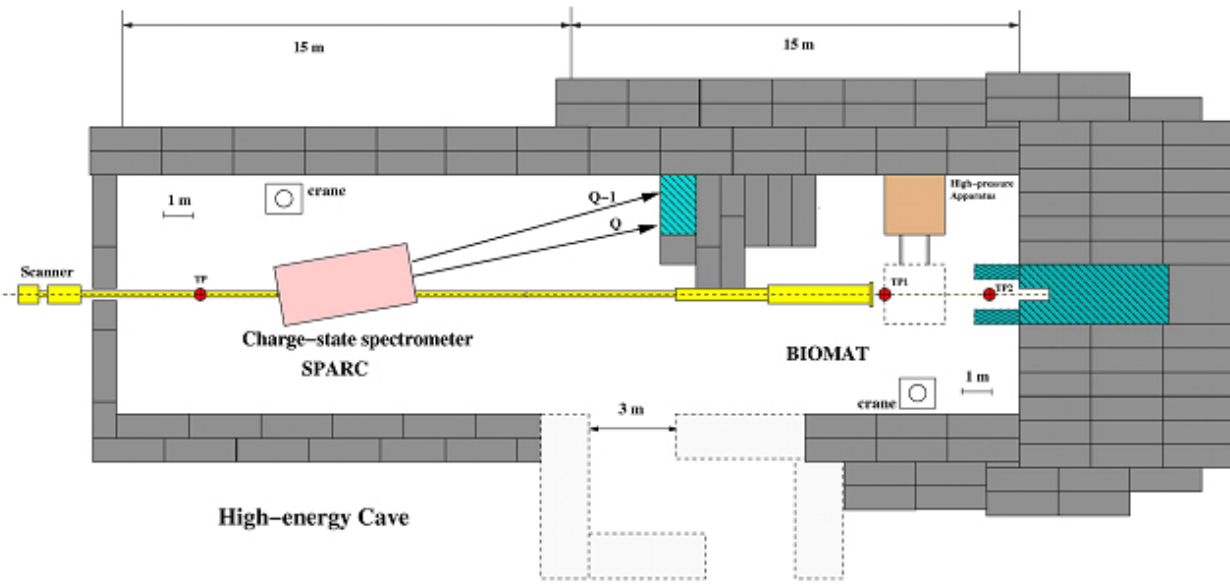 15 m
15 m
High-pressure
Apparatus
crane
1 m
Q-1
Q
Scanner
TP
TP1
TP2
Charge-state spectrometer
SPARC
BIOMAT
1 m
crane
3 m
High-energy Cave